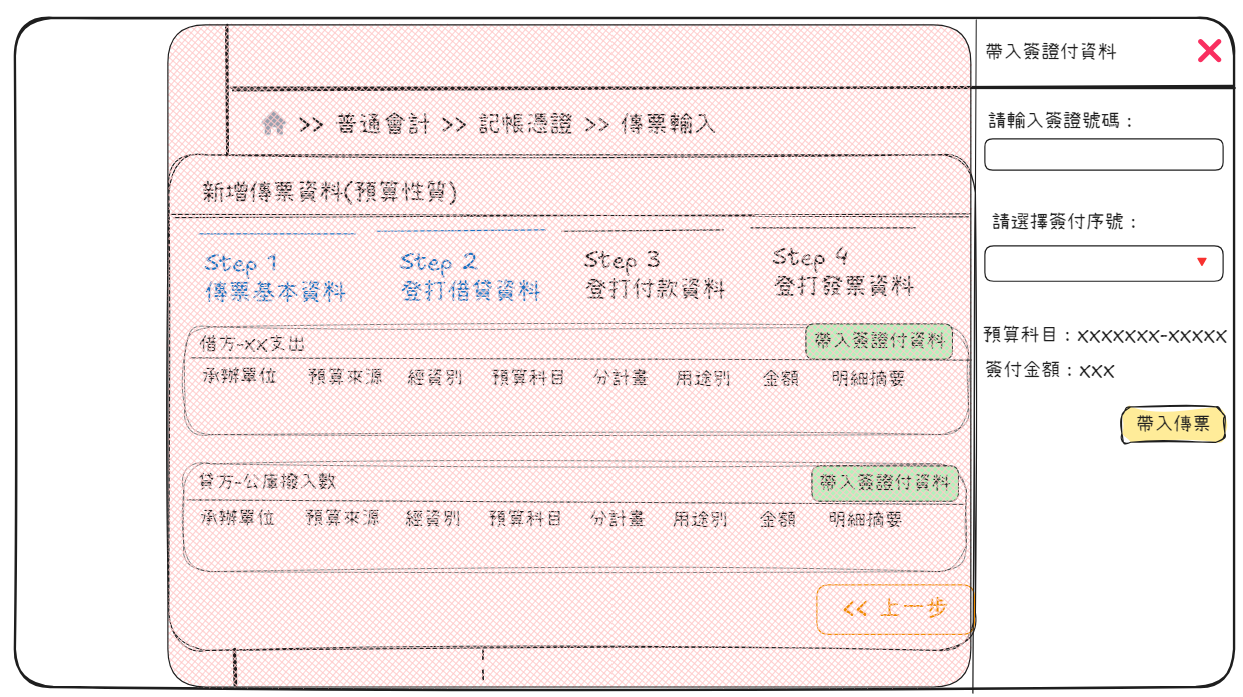 帶入簽證付資料
>> 普通會計 >> 記帳憑證 >> 傳票輸入
請輸入簽證號碼：
新增傳票資料(預算性質)
請選擇簽付序號：
Step 1
傳票基本資料
Step 2
登打借貸資料
Step 3
登打付款資料
Step 4
登打發票資料
借方-xx支出
帶入簽證付資料
承辦單位 預算來源 經資別 預算科目 分計畫 用途別 金額 明細摘要
預算科目：xxxxxxx-xxxxx
簽付金額：xxx
帶入傳票
貸方-公庫撥入數
帶入簽證付資料
承辦單位 預算來源 經資別 預算科目 分計畫 用途別 金額 明細摘要
<< 上一步